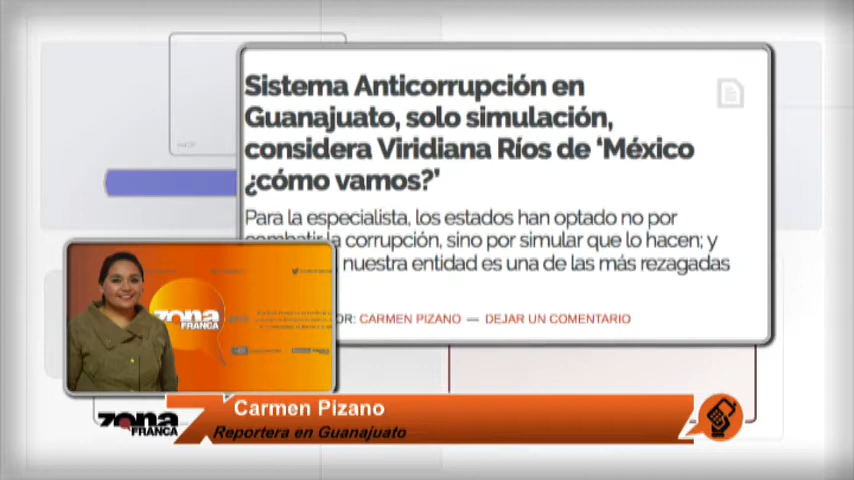 Sistema Anticorrupción en
Guanajuato, solo simulación,
considera Viridiana Ríos de ‘México
¿cómo vamos?’
Para la especialista, los estados han optado no por
combatir la corrupción, sino por simular que lo hacen; y
nuestra entidad es una de las más rezagadas
OR: CARMEN PIZANO — DEJAR UN COMENTARIO
zona
FRANCA
Carmen Pizano
Reportera en Guanajuato
zona
FRANCA